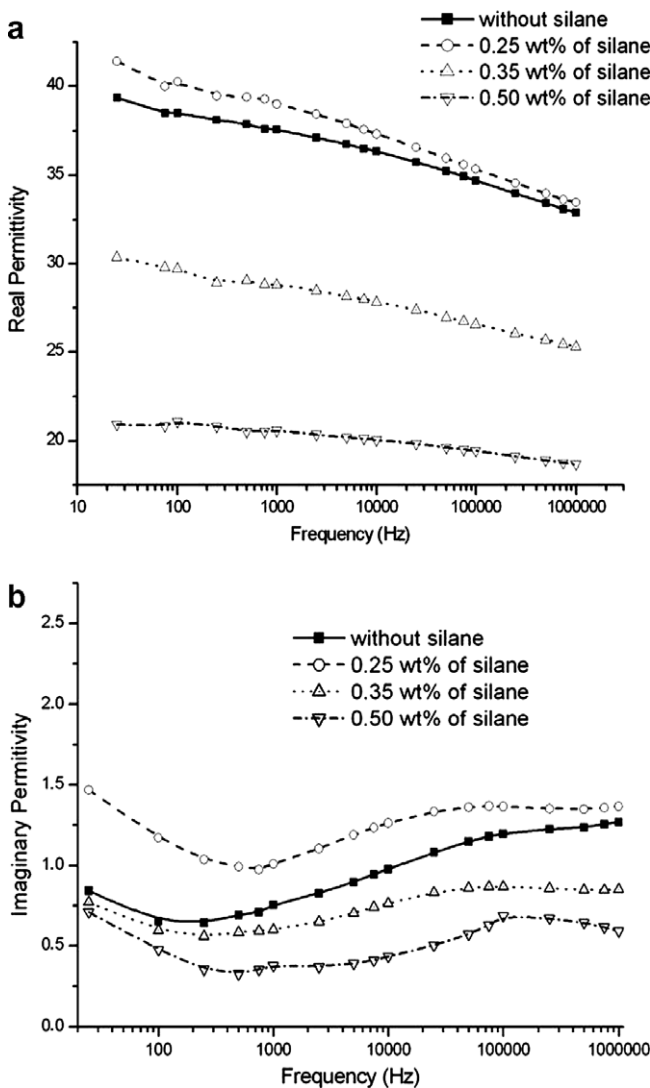 a
without silane
0.25 wt% of silane
0.35 wt% of silane
0.50 wt% of silane
40
35
30
25
20
Real Permittivity
10 100 1000 10000 100000 1000000
Frequency (Hz)
b
2.5
2.0
1.5
1.0
0.5
0.0
without silane
0.25 wt% of silane
0.35 wt% of silane
0.50 wt% of silane
Imaginary Permitivity
100 1000 10000 100000 1000000
Frequency (Hz)